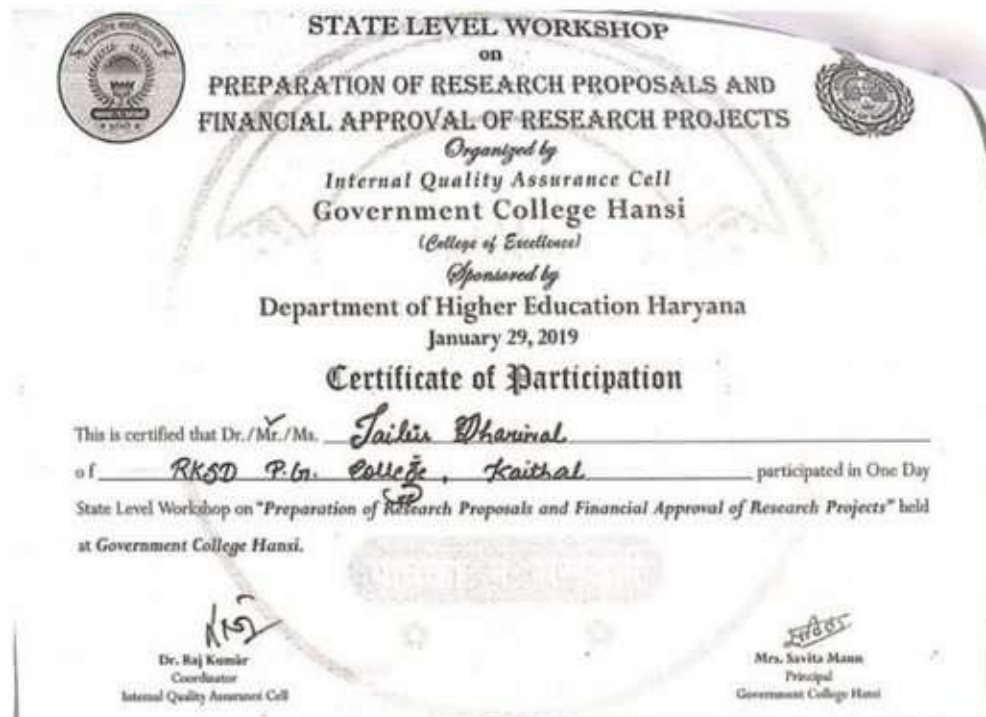 STATE LEVEL WORKSHOP
on
PREPARATION OF RESEARCH PROPOSALS AND
FINANCIAL APPROVAL OF RESEARCH PROJECTS
Organized by
Internal Quality Assurance Cell
Government College Hansi
(College of Excellence)
Sponsored by
Department of Higher Education Haryana
January 29, 2019
Certificate of Participation
This is certified that Dr./Mr./Ms.
of RKSD P.G. College, Kaithal participated in One Day
State Level Workshop on "Preparation of Research Proposals and Financial Approval of Research Projects" held
at Government College Hansi.
Dr. Raj Kumar
Coordinator
Internal Quality Assurance Cell
Mrs. Savita Mann
Principal
Government College Hansi